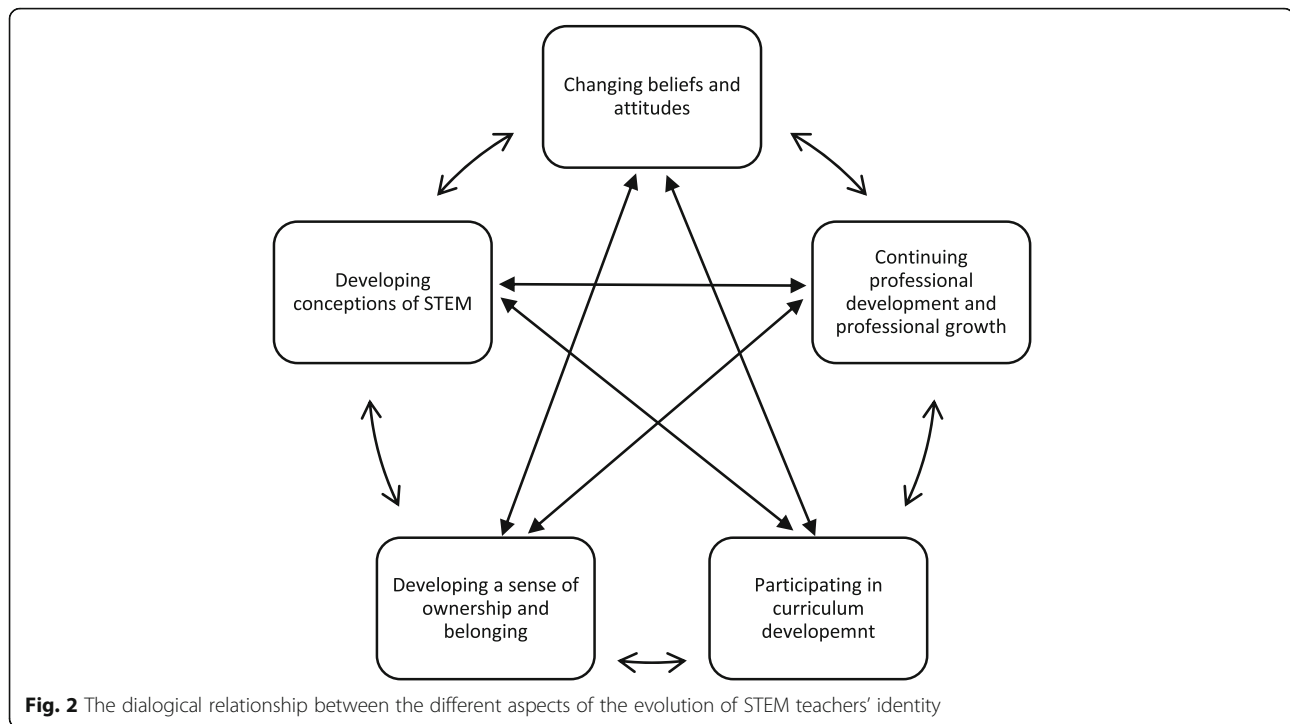 Changing beliefs and
attitudes
Developing
conceptions of STEM
Continuing
professional
development and
professional growth
Developing a sense of
ownership and
belonging
Participating in
curriculum
developemnt
Fig. 2 The dialogical relationship between the different aspects of the evolution of STEM teachers’ identity